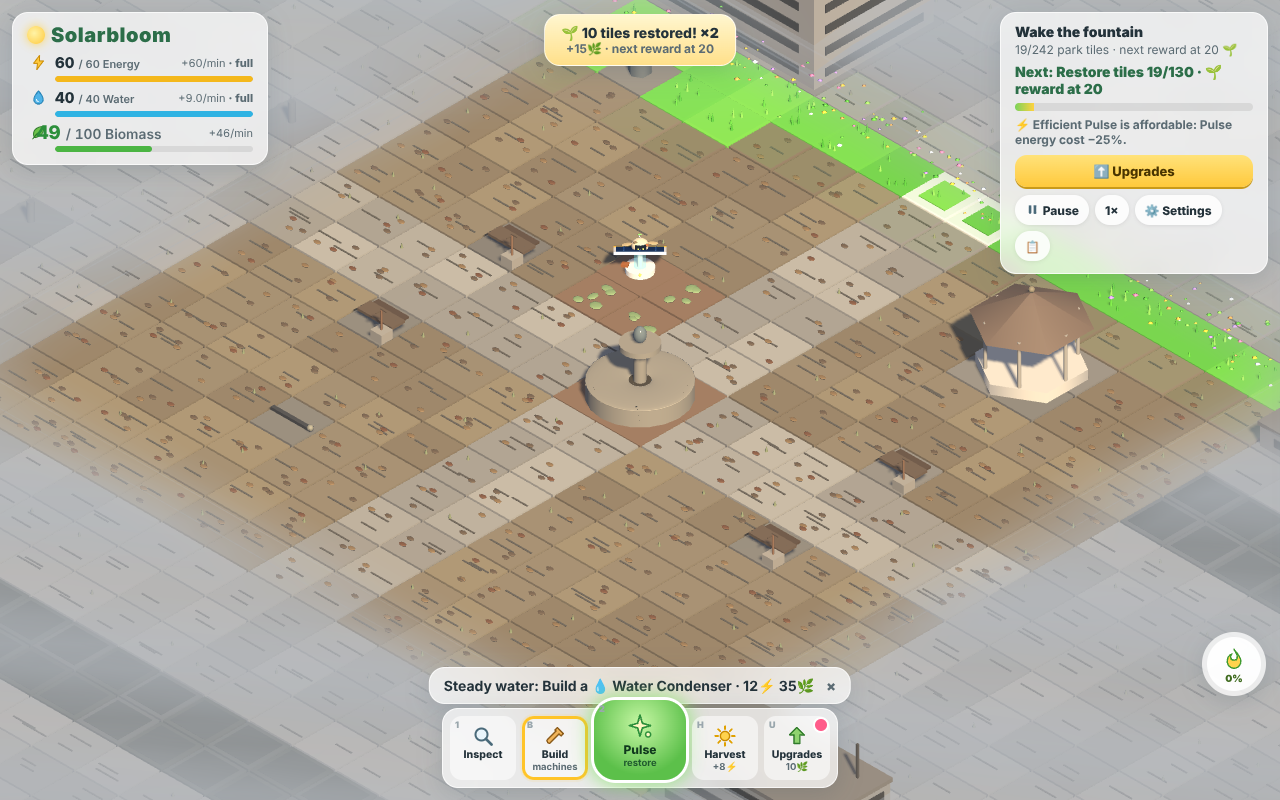 Solarbloom
60 / 60 Energy +60/min · full
40 / 40 Water +9.0/min · full
49 / 100 Biomass +46/min
10 tiles restored! ×2
+15 · next reward at 20
Wake the fountain
19/242 park tiles · next reward at 20
Next: Restore tiles 19/130 ·
reward at 20
Efficient Pulse is affordable: Pulse
energy cost −25%.
Upgrades
Pause
1×
Settings
0%
Steady water: Build a Water Condenser · 12 35 ×
1
Inspect
B
Build
machines
Pulse
restore
H
Harvest
+8
U
Upgrades
10